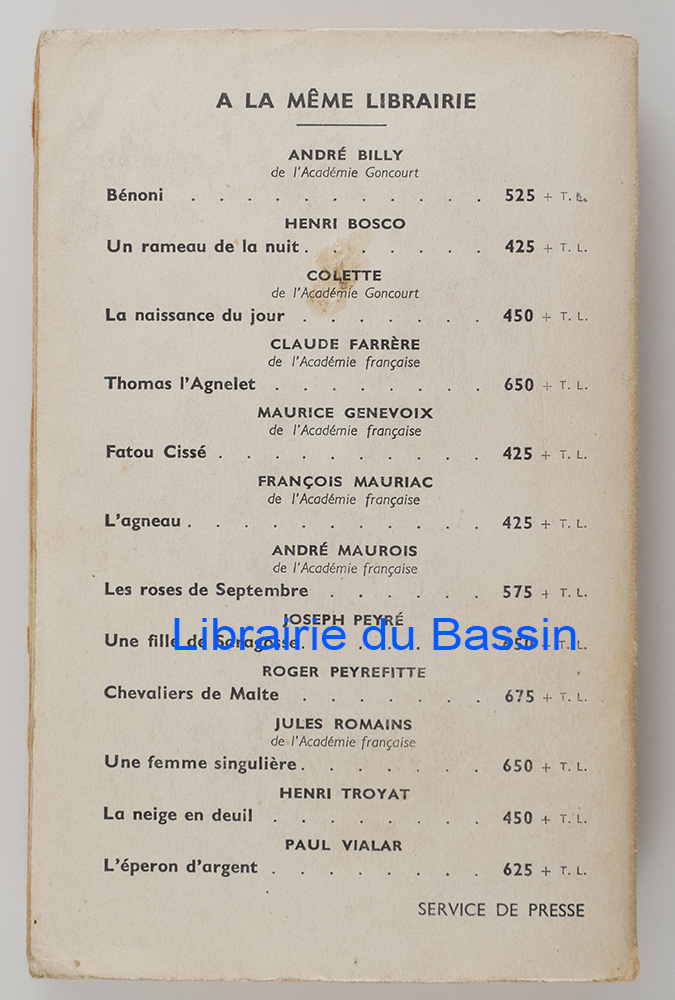 A LA MÊME LIBRAIRIE
ANDRÉ BILLY
de l'Académie Goncourt
Bénoni . . . . . . . . . . . 525 + T. L.
HENRI BOSCO
Un rameau de la nuit . . . . . . . 425 + T. L.
COLETTE
de l'Académie Goncourt
La naissance du jour . . . . . . . 450 + T. L.
CLAUDE FARRÈRE
de l'Académie française
Thomas l'Agnelet . . . . . . . . 650 + T. L.
MAURICE GENEVOIX
de l'Académie française
Fatou Cissé . . . . . . . . . . 425 + T. L.
FRANÇOIS MAURIAC
de l'Académie française
L'agneau . . . . . . . . . . . 425 + T. L.
ANDRÉ MAUROIS
de l'Académie française
Les roses de Septembre . . . . . . 575 + T. L.
JOSEPH PEYRÉ
Librairie du Bassin
Une fille de Saragosse . . . . . . . 650 + T. L.
ROGER PEYREFITTE
Chevaliers de Malte . . . . . . . 675 + T. L.
JULES ROMAINS
de l'Académie française
Une femme singulière . . . . . . . 650 + T. L.
HENRI TROYAT
La neige en deuil . . . . . . . . 450 + T. L.
PAUL VIALAR
L'éperon d'argent . . . . . . . . 625 + T. L.
SERVICE DE PRESSE